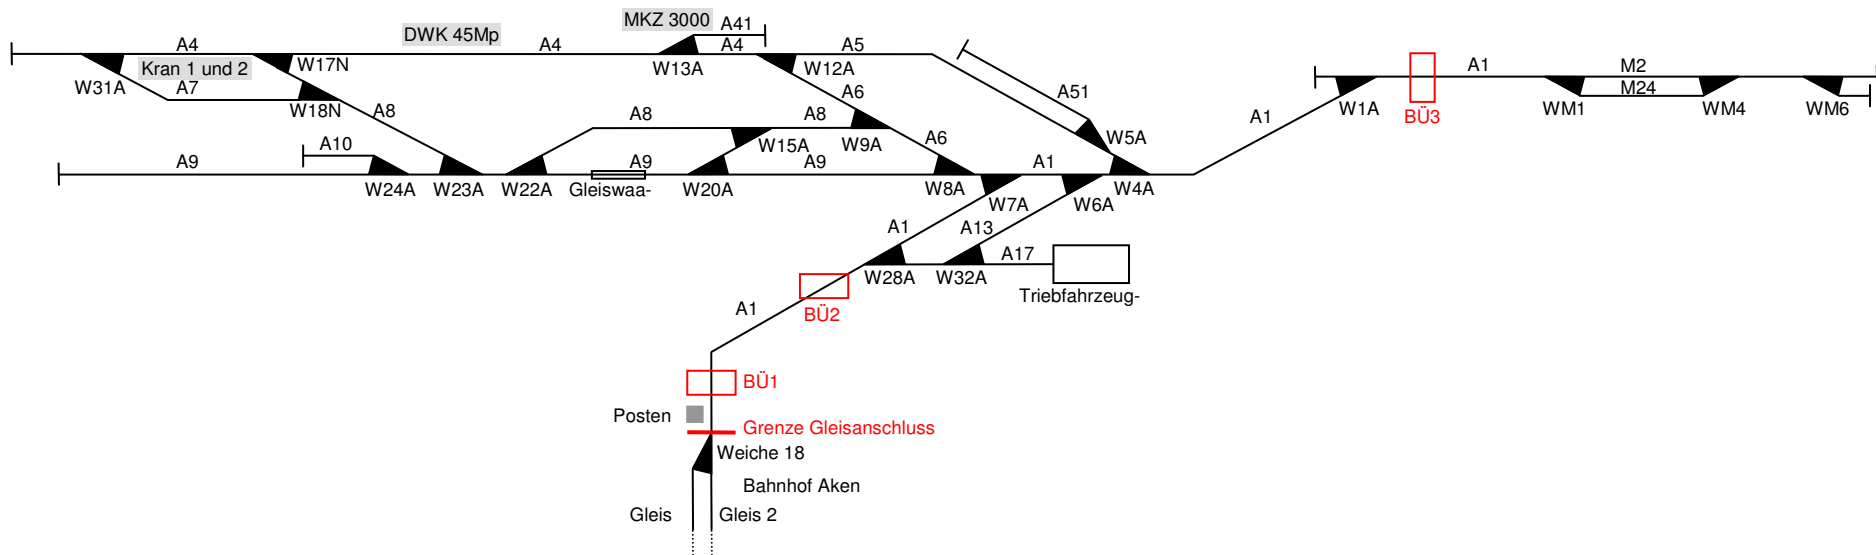 MKZ 3000
A41
A4
DWK 45Mp
A4
A4
A5
Kran 1 und 2
W17N
W13A
W12A
W31A
A7
W18N
A8
A6
A51
A1
M2
M24
W1A
WM1
WM4
WM6
BÜ3
A1
A8
A8
W5A
A10
W15A
W9A
A6
A9
A9
A9
A1
W24A
W23A
W22A
Gleiswaa-
W20A
W8A
W7A
W6A
W4A
A1
A13
A17
W28A
W32A
Triebfahrzeug-
A1
BÜ2
BÜ1
Posten
Grenze Gleisanschluss
Weiche 18
Bahnhof Aken
Gleis
Gleis 2